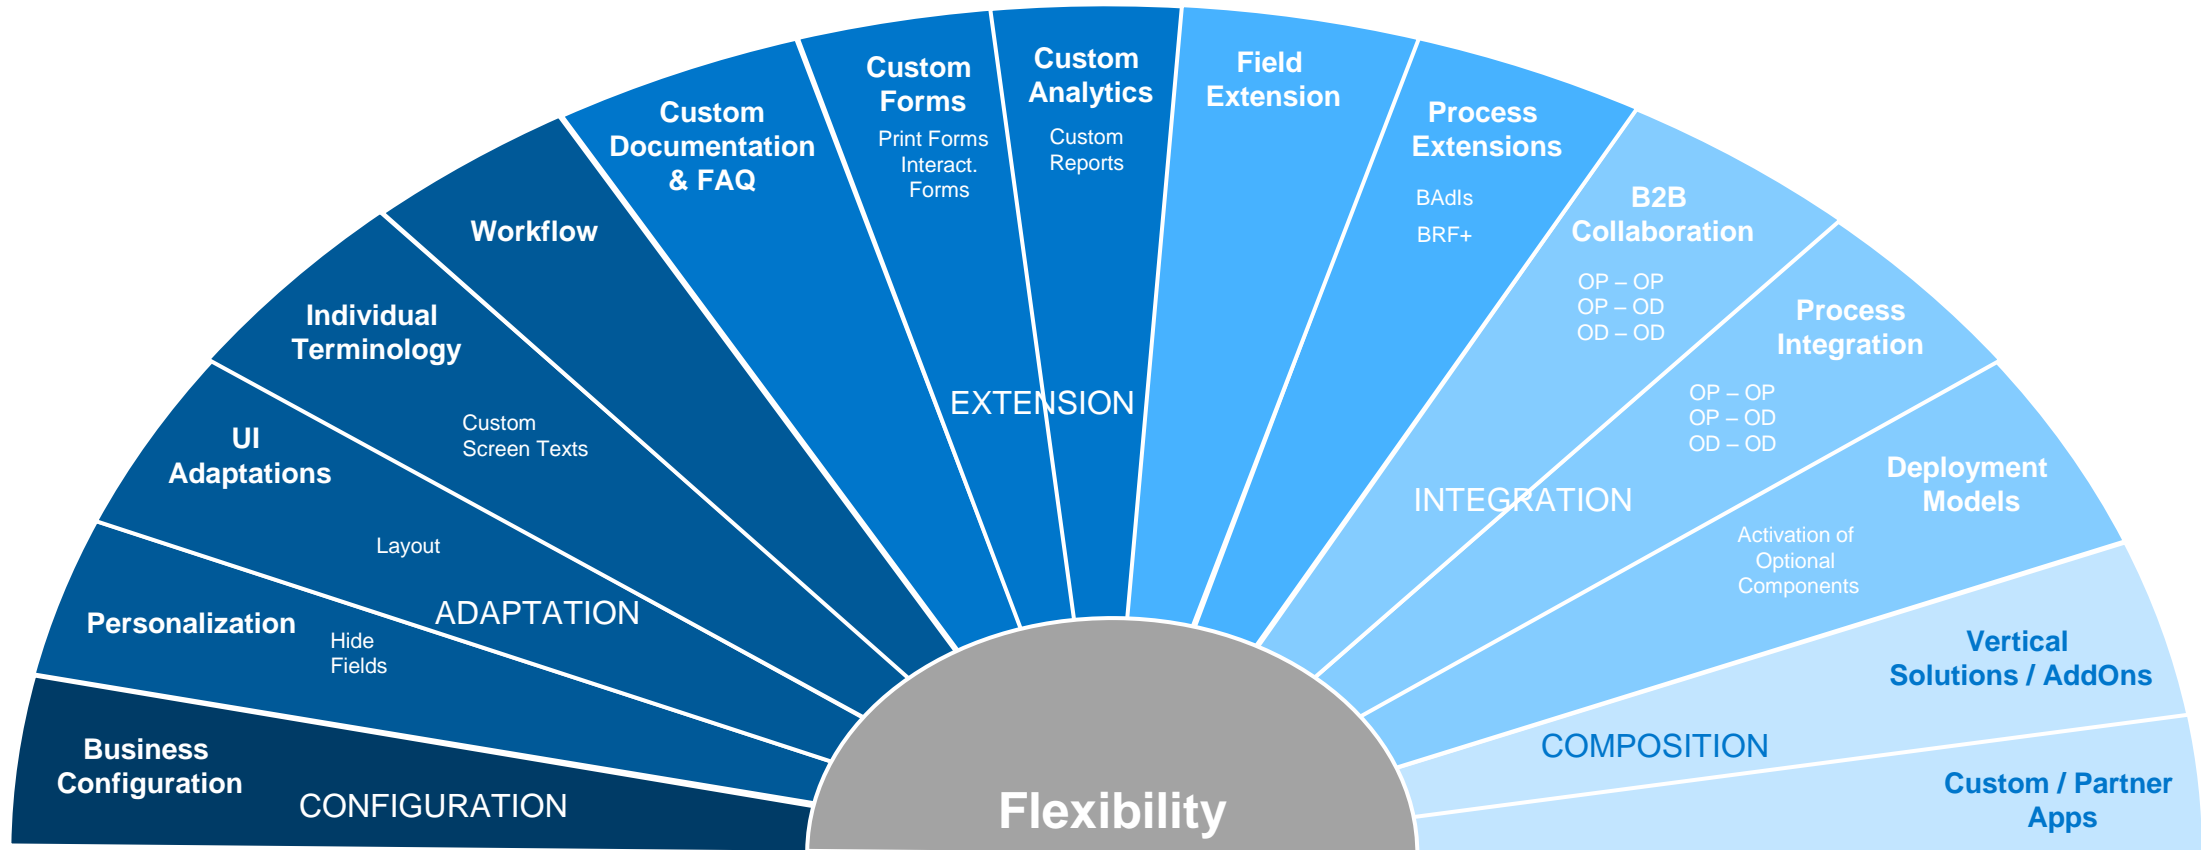 Business
Configuration
CONFIGURATION
Personalization
Hide
Fields
UI
Adaptations
Layout
ADAPTATION
Individual
Terminology
Custom
Screen Texts
Workflow
Custom
Documentation
& FAQ
Custom
Forms
Print Forms
Interact.
Forms
Custom
Analytics
Custom
Reports
EXTENSION
Field
Extension
Process
Extensions
BAdIs
BRF+
B2B
Collaboration
OP – OP
OP – OD
OD – OD
INTEGRATION
Process
Integration
OP – OP
OP – OD
OD – OD
Deployment
Models
Activation of
Optional
Components
Vertical
Solutions / AddOns
COMPOSITION
Custom / Partner
Apps
Flexibility